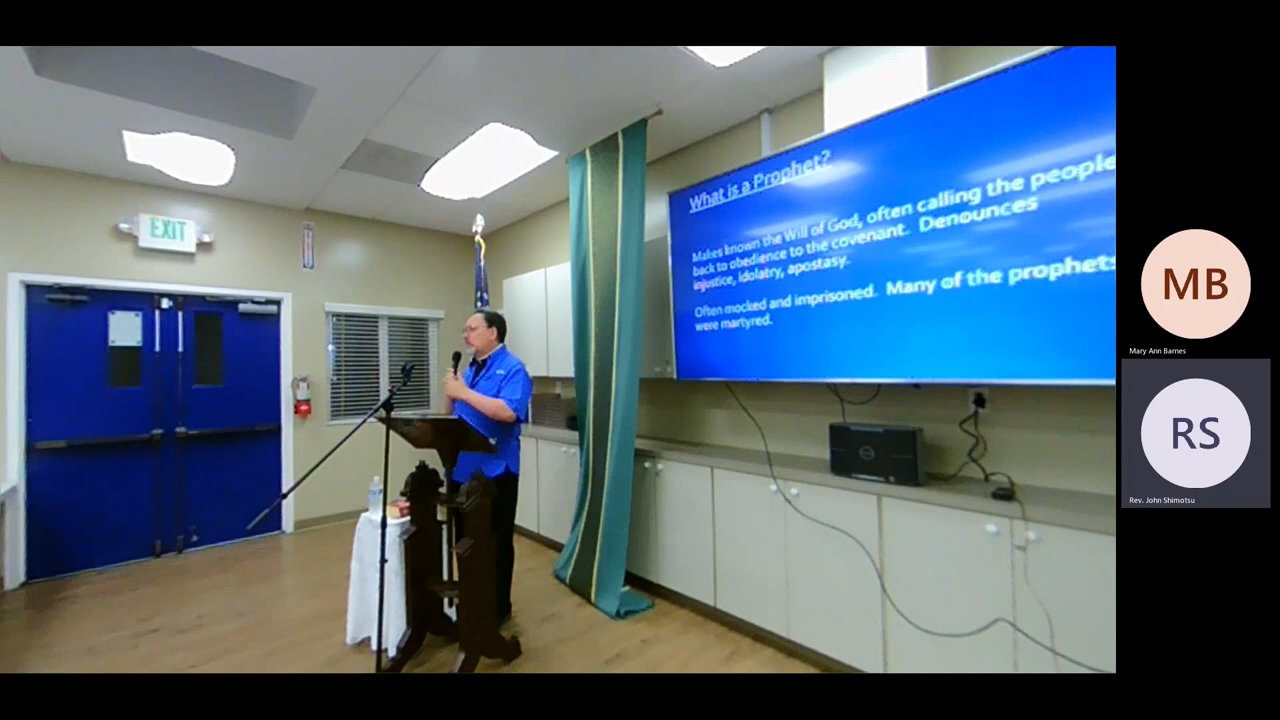 EXIT
What is a Prophet?
Makes known the Will of God, often calling the people
back to obedience to the covenant. Denounces
injustice, idolatry, apostasy.
Often mocked and imprisoned. Many of the prophets
were martyred.
MB
Mary Ann Barnes
RS
Rev. John Shimotsu